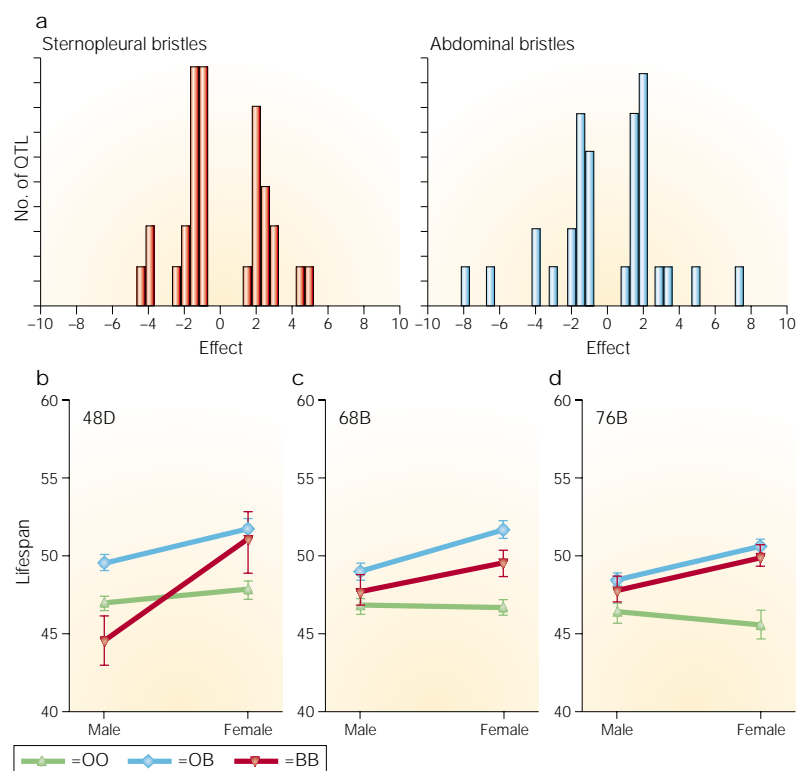 a
Sternopleural bristles
Abdominal bristles
No. of QTL
–10 –8 –6 –4 –2 0 2 4 6 8 10
–10 –8 –6 –4 –2 0 2 4 6 8 10
Effect
Effect
b
c
d
60
60
60
48D
68B
76B
55
55
55
Lifespan
50
50
50
45
45
45
40
40
40
Male Female
Male Female
Male Female
=OO =OB =BB